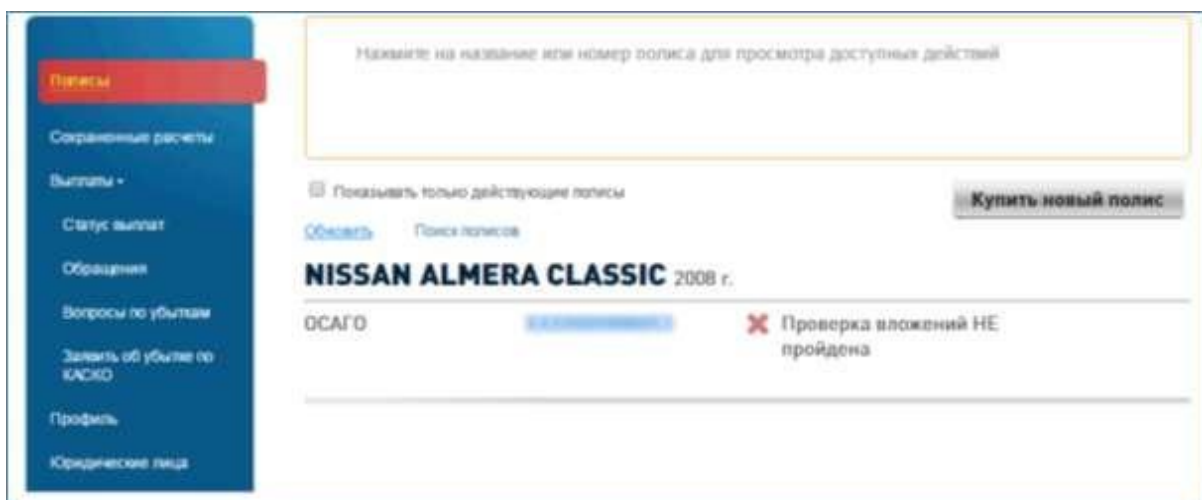 Полисы
Сохраненные расчеты
Выплаты
Статус выплат
Обращения
Вопросы по убыткам
Заявить об убытке по
КАСКО
Профиль
Юридические лица
Нажмите на название или номер полиса для просмотра доступных действий
Показывать только действующие полисы
Купить новый полис
Обновить Поиск полисов
NISSAN ALMERA CLASSIC 2008 г.
ОСАГО Проверка вложений НЕ
пройдена